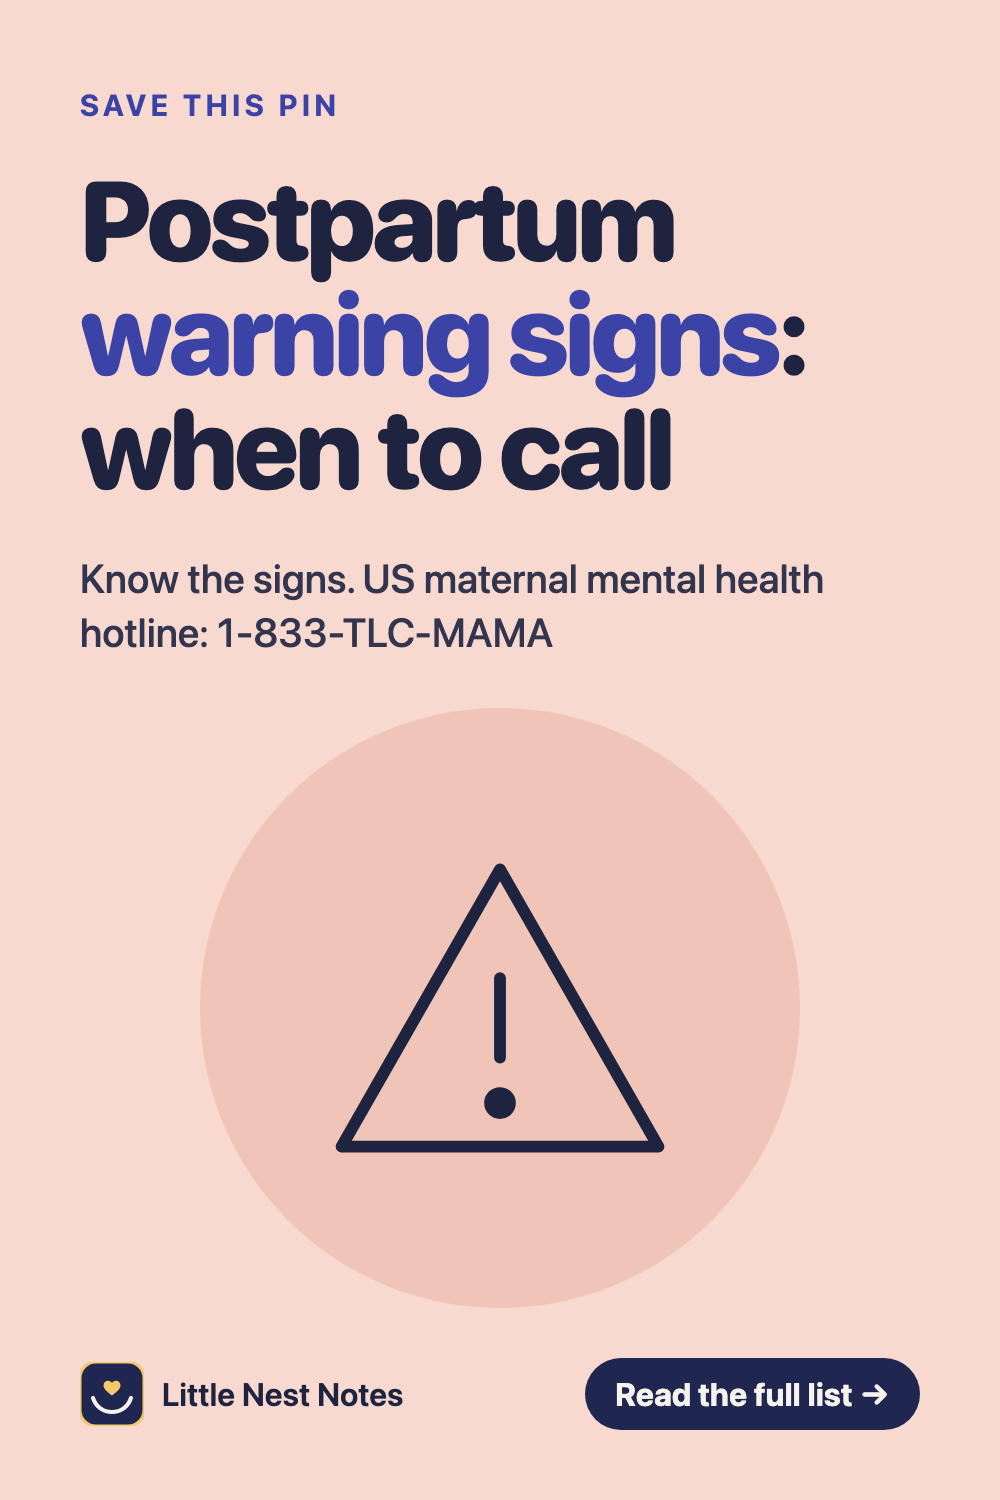 SAVE THIS PIN
Postpartum
warning signs:
when to call
Know the signs. US maternal mental health
hotline: 1-833-TLC-MAMA
Little Nest Notes
Read the full list →